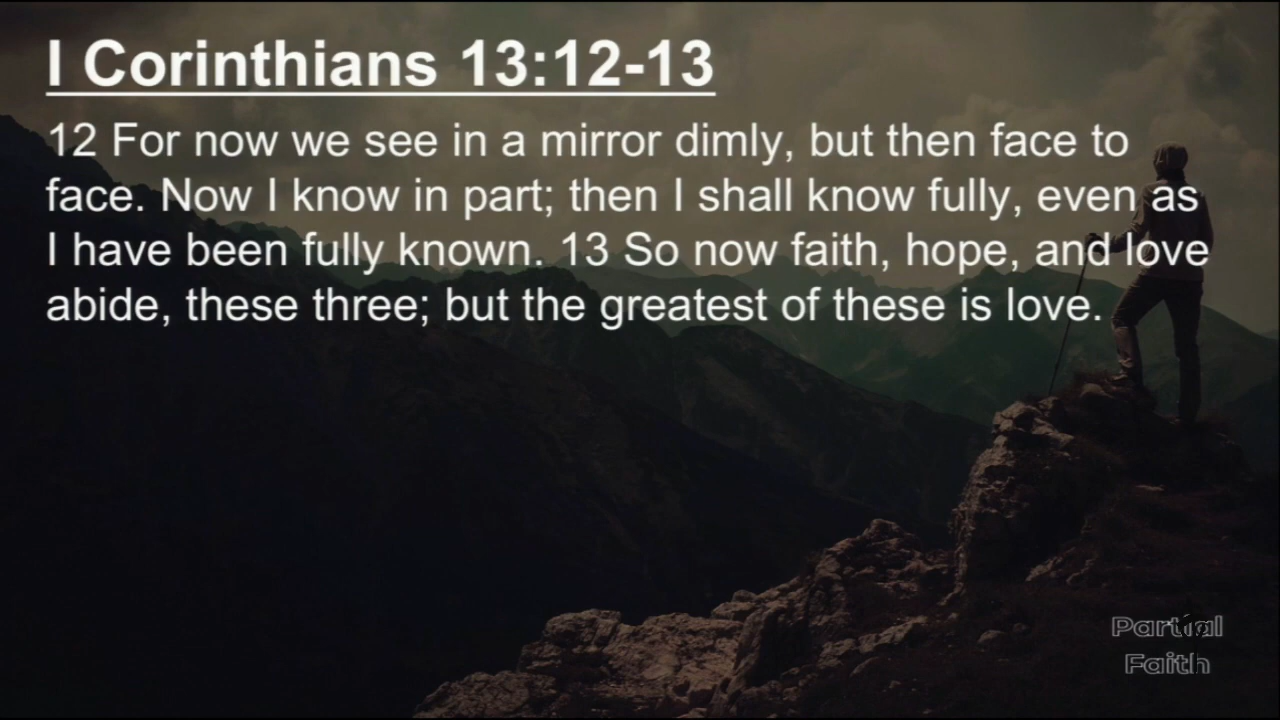 I Corinthians 13:12-13
12 For now we see in a mirror dimly, but then face to
face. Now I know in part; then I shall know fully, even as
I have been fully known. 13 So now faith, hope, and love
abide, these three; but the greatest of these is love.
Partial
Faith